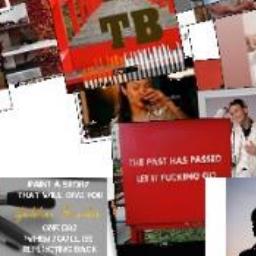 TB
THE PAST HAS PASSED
LET IT FUCKING GO.
PAINT A STORY
THAT WILL GIVE YOU
ONE DAY
WHEN YOU'LL BE
REFLECTING BACK